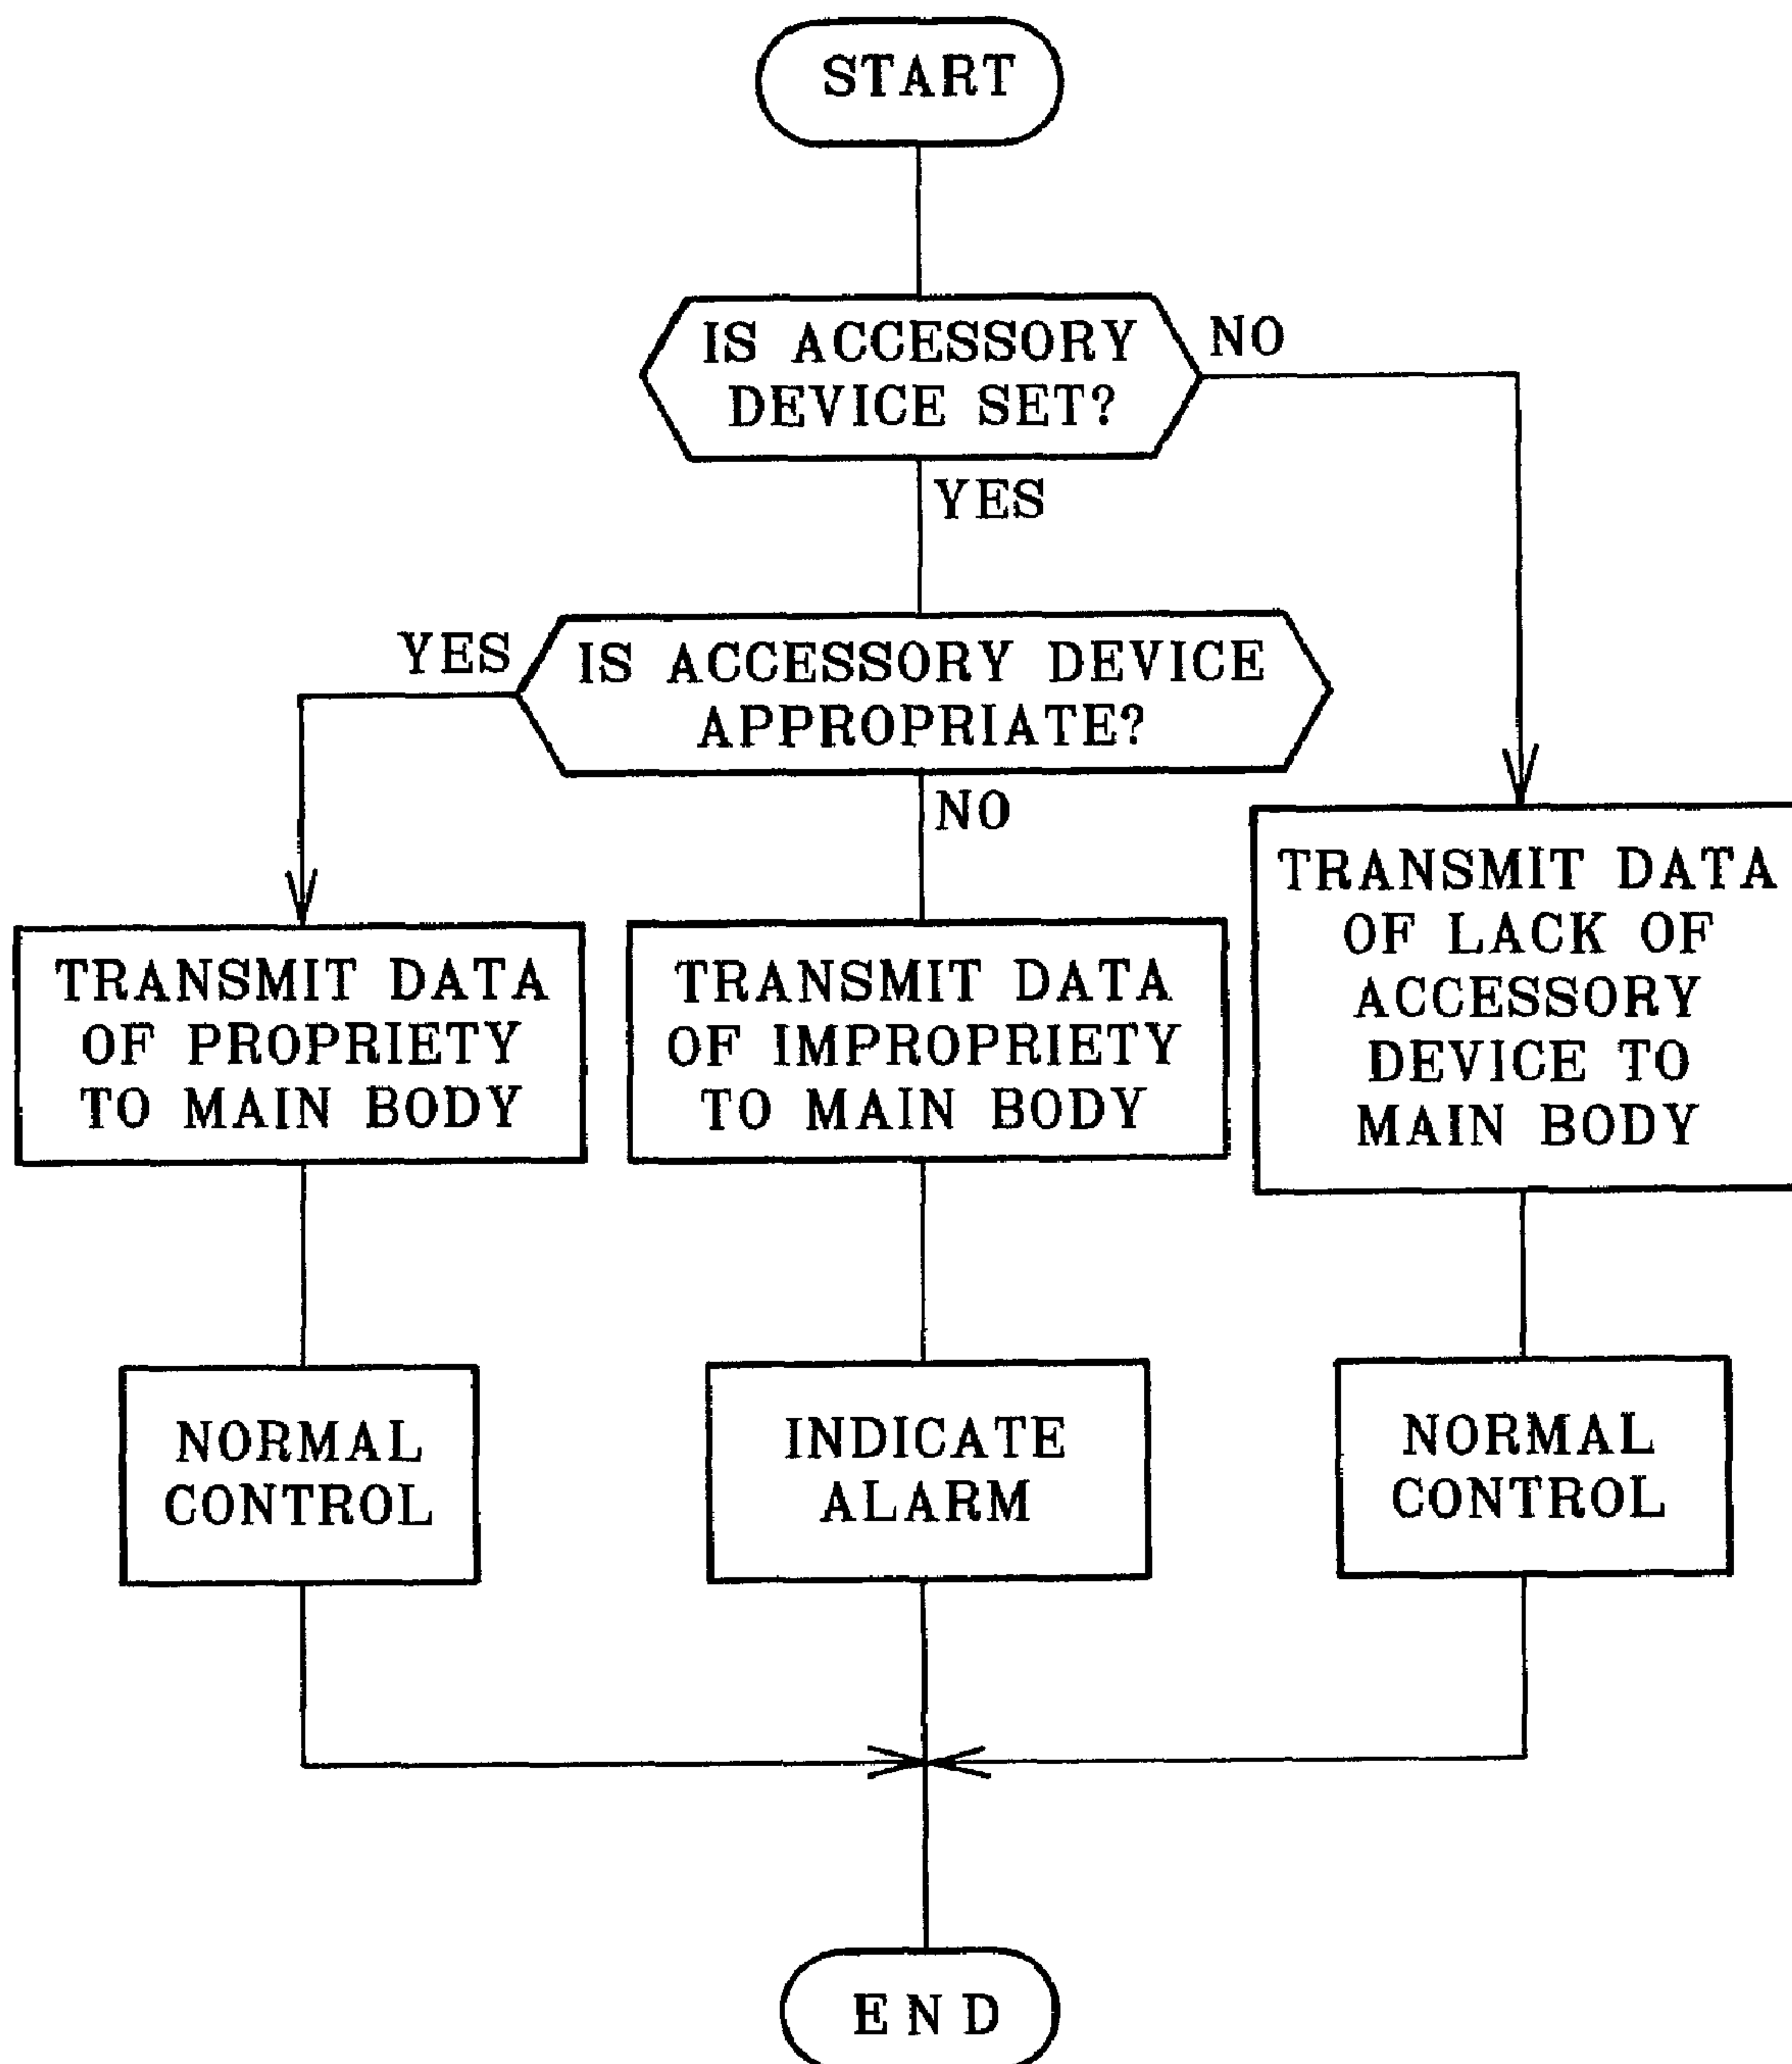 START
IS ACCESSORY
DEVICE SET?
NO
YES
YES
IS ACCESSORY DEVICE
APPROPRIATE?
NO
TRANSMIT DATA
OF PROPRIETY
TO MAIN BODY
TRANSMIT DATA
OF IMPROPRIETY
TO MAIN BODY
TRANSMIT DATA
OF LACK OF
ACCESSORY
DEVICE TO
MAIN BODY
NORMAL
CONTROL
INDICATE
ALARM
NORMAL
CONTROL
END